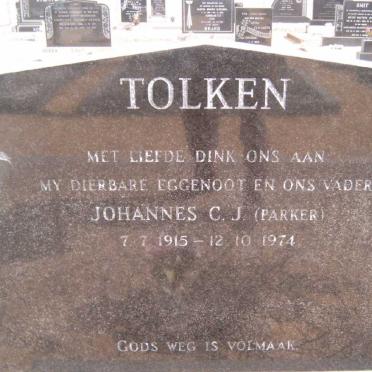 TOLKEN
MET LIEFDE DINK ONS AAN
MY DIERBARE EGGENOOT EN ONS VADER
JOHANNES C. J. (PARKER)
7. 7. 1915 – 12. 10. 1974
GODS WEG IS VOLMAAK.